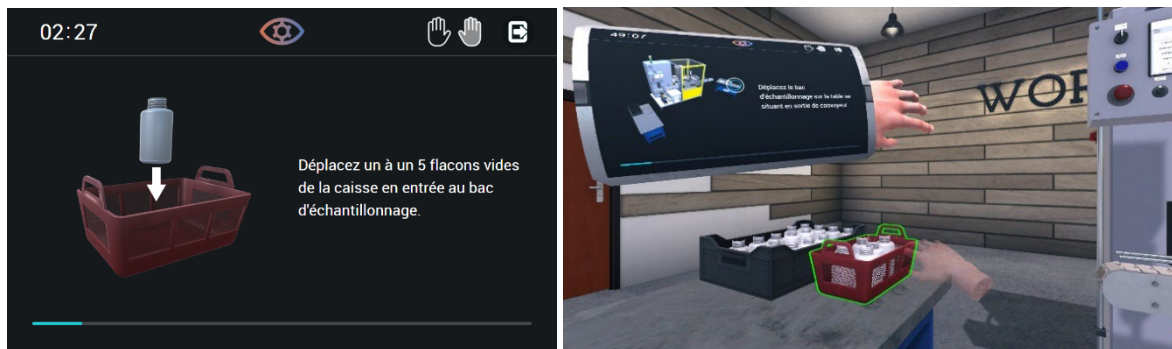 02:27
Déplacez un à un 5 flacons vides
de la caisse en entrée au bac
d'échantillonnage.
49:07
Déplacez le bac
d'échantillonnage sur la table se
situant en sortie de convoyeur.
WOR